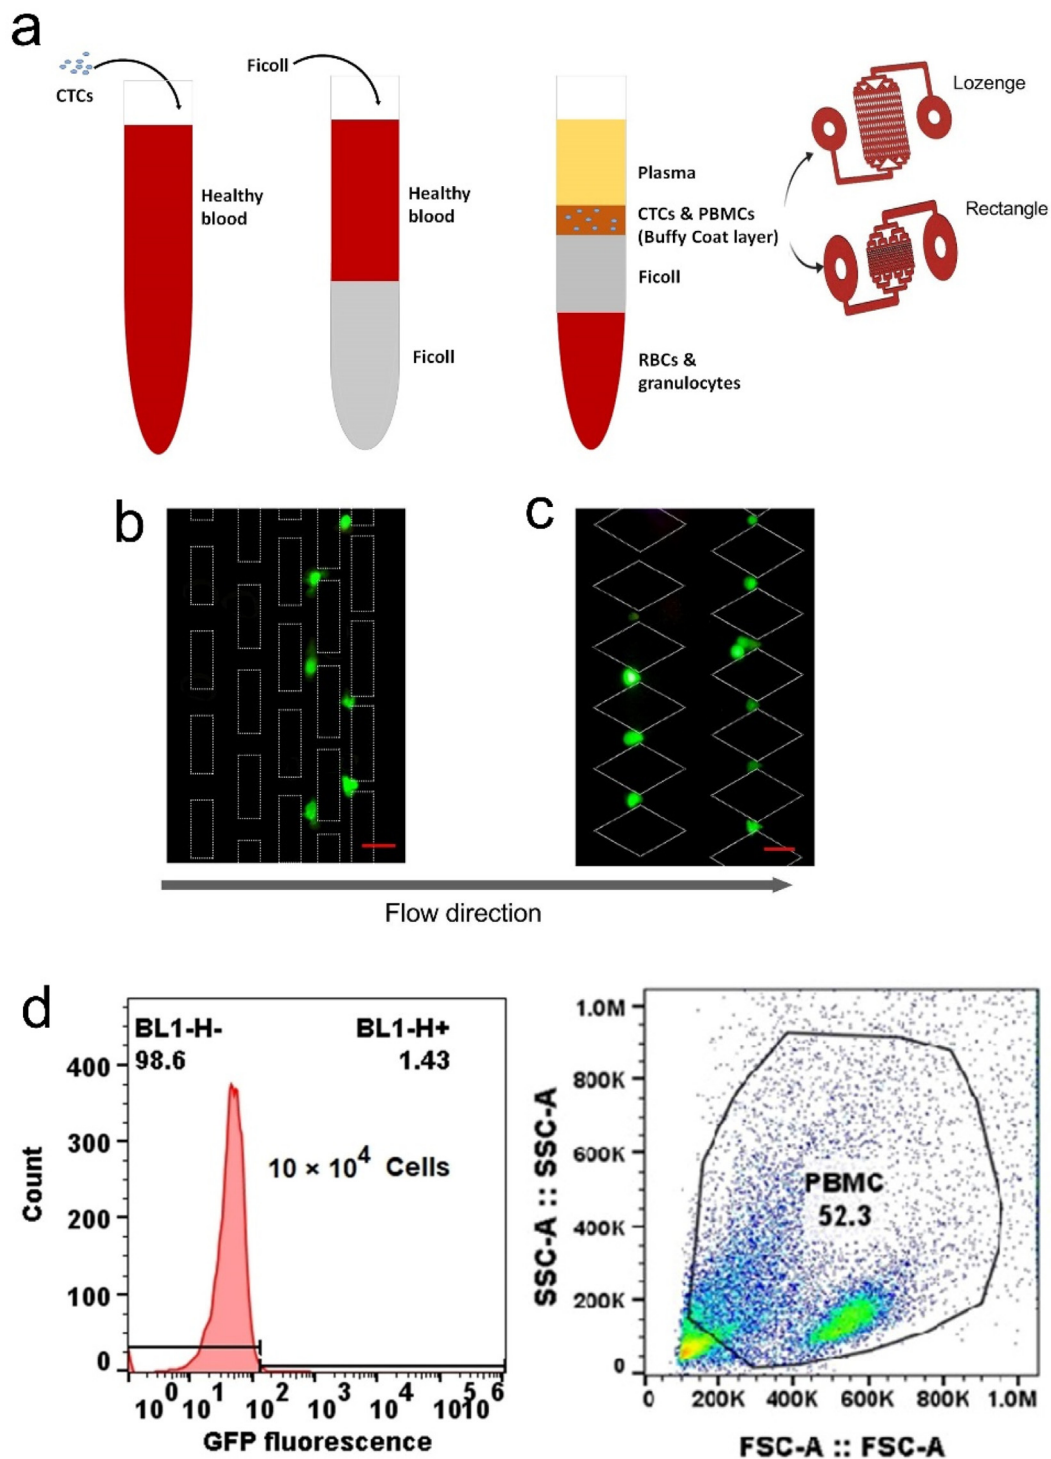 a
CTCs
Healthy
blood
Ficoll
Healthy
blood
Ficoll
Plasma
CTCs & PBMCs
(Buffy Coat layer)
Ficoll
RBCs &
granulocytes
Lozenge
Rectangle
b
c
Flow direction
d
BL1-H-
98.6
BL1-H+
1.43
10 × 10⁴ Cells
Count
400
300
200
100
0
10⁰ 10¹ 10² 10³ 10⁴ 10⁵ 10⁶
GFP fluorescence
SSC-A :: SSC-A
1.0M
800K
600K
400K
200K
0
PBMC
52.3
0 200K 400K 600K 800K 1.0M
FSC-A :: FSC-A